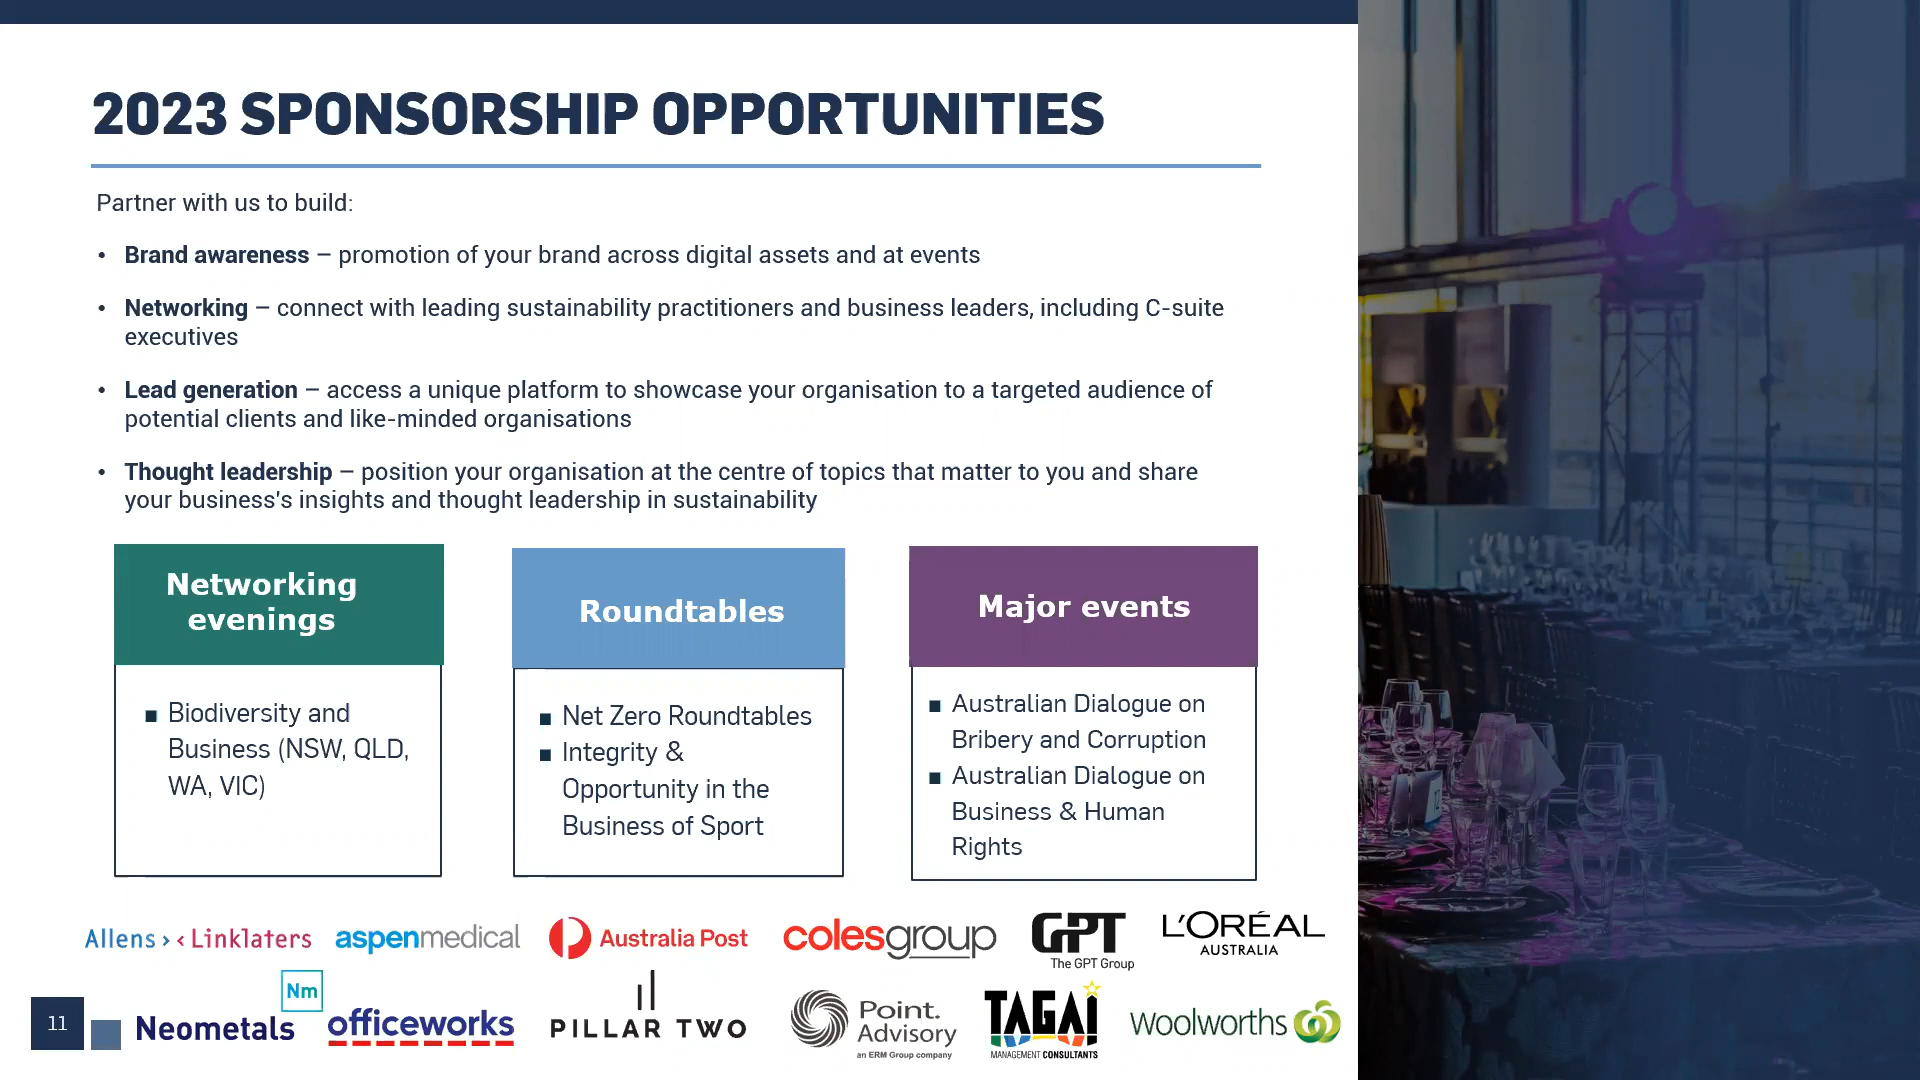 2023 SPONSORSHIP OPPORTUNITIES
Partner with us to build:
• Brand awareness – promotion of your brand across digital assets and at events
• Networking – connect with leading sustainability practitioners and business leaders, including C-suite
executives
• Lead generation – access a unique platform to showcase your organisation to a targeted audience of
potential clients and like-minded organisations
• Thought leadership – position your organisation at the centre of topics that matter to you and share
your business's insights and thought leadership in sustainability
Networking
evenings
▪ Biodiversity and
Business (NSW, QLD,
WA, VIC)
Roundtables
▪ Net Zero Roundtables
▪ Integrity &
Opportunity in the
Business of Sport
Major events
▪ Australian Dialogue on
Bribery and Corruption
▪ Australian Dialogue on
Business & Human
Rights
Allens > < Linklaters
aspenmedical
Australia Post
colesgroup
GPT
The GPT Group
L'ORÉAL
AUSTRALIA
Nm
Neometals
officeworks
PILLAR TWO
Point.
Advisory
an ERM Group company
TAGAI
MANAGEMENT CONSULTANTS
Woolworths
11